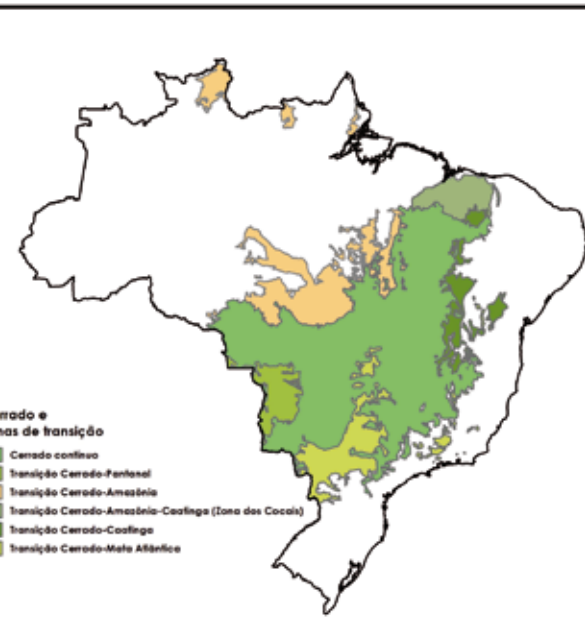 rrado e
nas de transição
Cerrado contínuo
Transição Cerrado-Pantanal
Transição Cerrado-Amazônia
Transição Cerrado-Amazônia-Caatinga (Zona dos Cocais)
Transição Cerrado-Caatinga
Transição Cerrado-Mata Atlântica